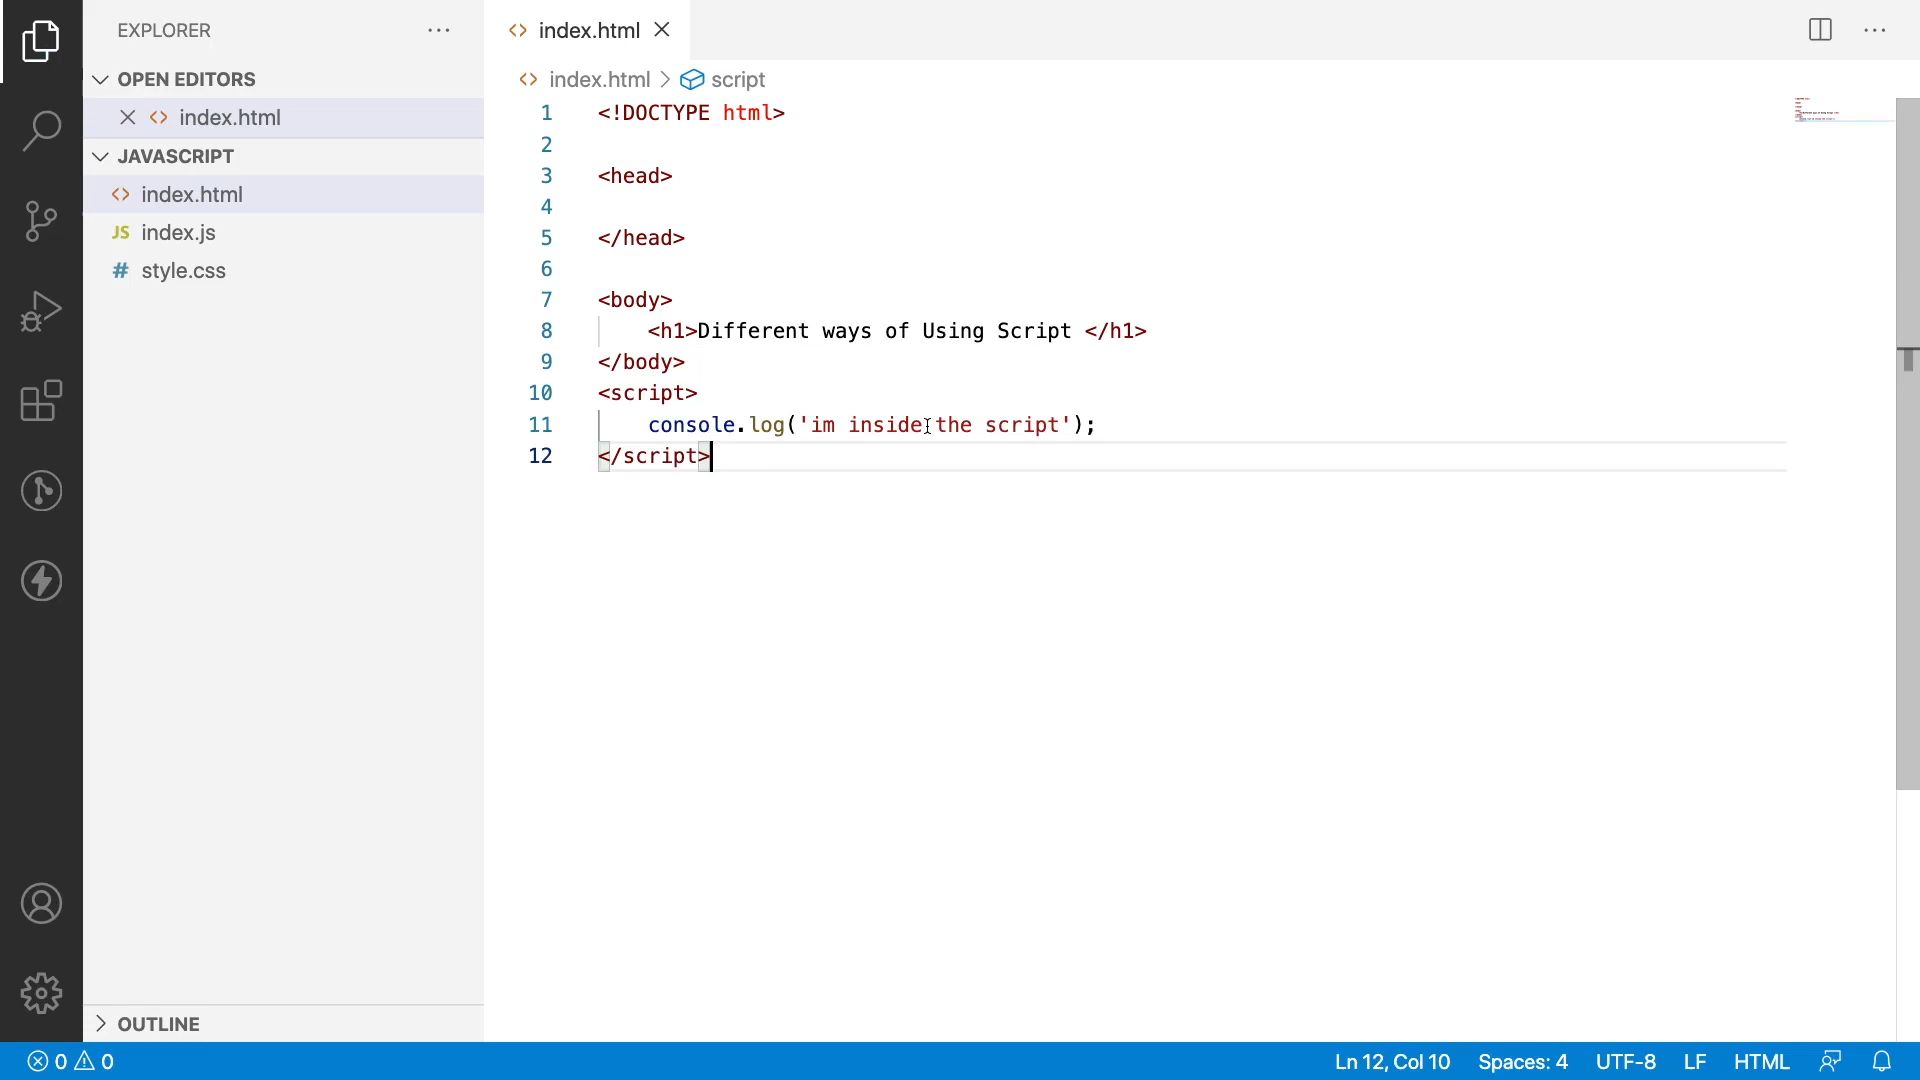 EXPLORER
OPEN EDITORS
index.html
JAVASCRIPT
index.html
JS index.js
# style.css
OUTLINE
index.html
index.html > script
1 <!DOCTYPE html>
2
3 <head>
4
5 </head>
6
7 <body>
8 <h1>Different ways of Using Script </h1>
9 </body>
10 <script>
11 console.log('im inside the script');
12 </script>
0 0
Ln 12, Col 10 Spaces: 4 UTF-8 LF HTML